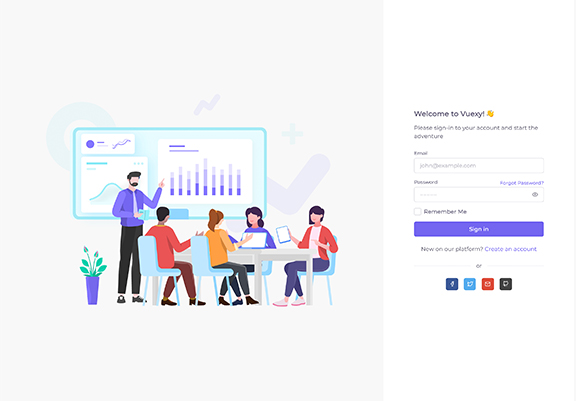 Welcome to Vuexy! 👋
Please sign-in to your account and start the
adventure
Email
john@example.com
Password
Forgot Password?
Remember Me
Sign in
New on our platform? Create an account
or